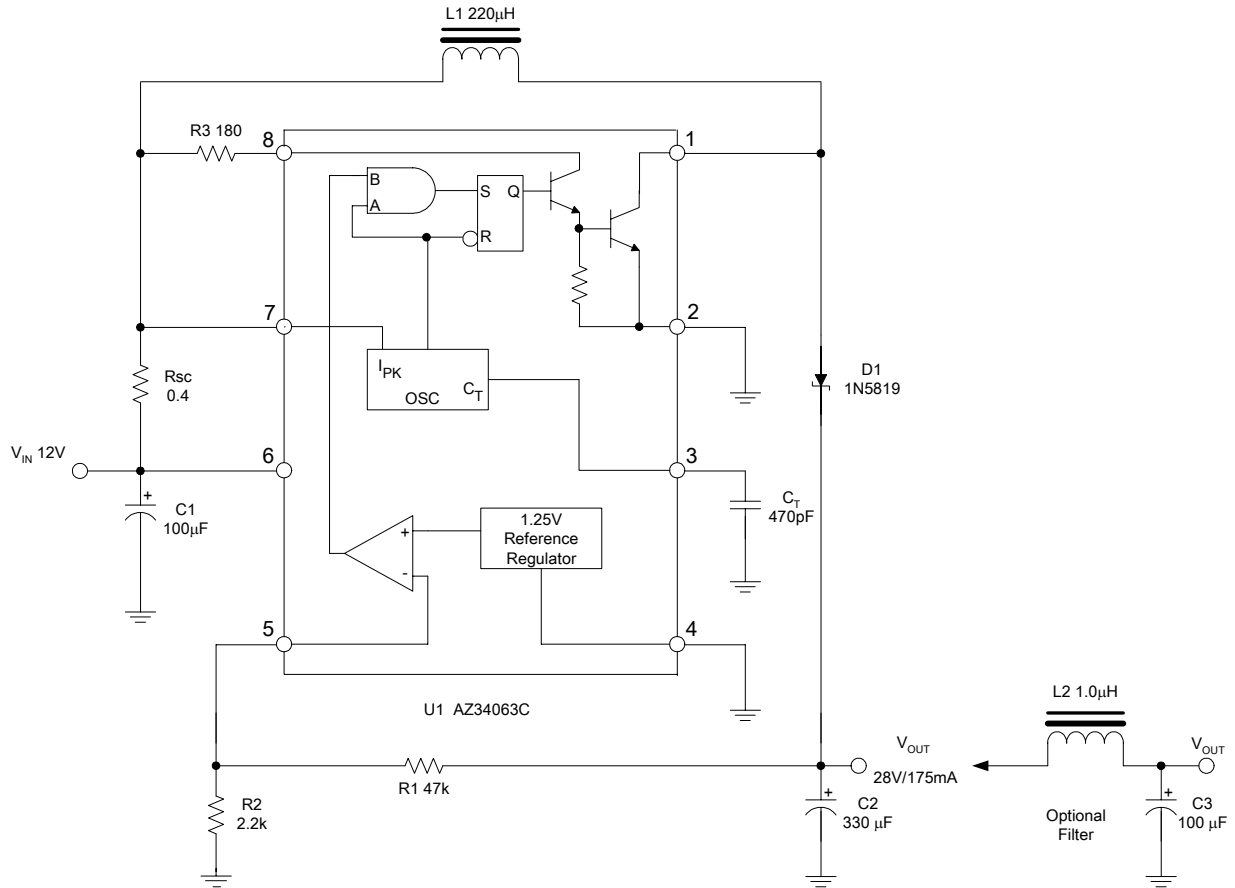 L1 220µH
R3 180
8
1
B
A
S
Q
R
7
2
I_PK
C_T
OSC
Rsc
0.4
D1
1N5819
V_IN 12V
6
3
C1
100µF
+
C_T
470pF
1.25V
Reference
Regulator
+
-
5
4
U1 AZ34063C
L2 1.0µH
V_OUT
28V/175mA
V_OUT
R1 47k
R2
2.2k
+
C2
330 µF
Optional
Filter
+
C3
100 µF